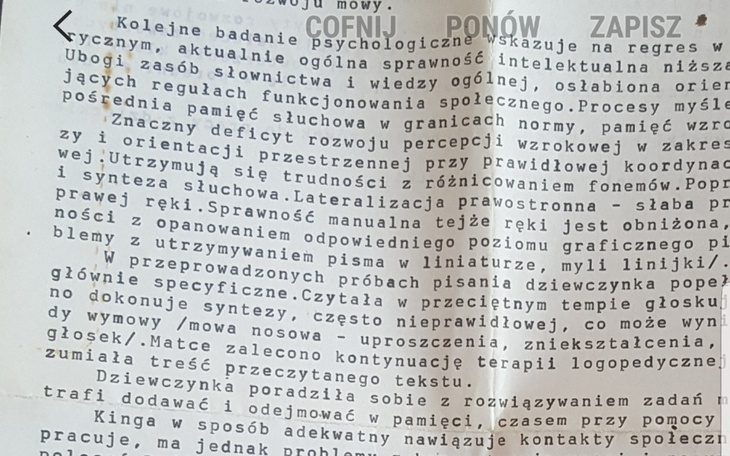 rozwoju mowy.
COFNIJ PONÓW ZAPISZ
Kolejne badanie psychologiczne wskazuje na regres w
rycznym, aktualnie ogólna sprawność intelektualna niższa
Ubogi zasób słownictwa i wiedzy ogólnej, osłabiona orien
jących regułach funkcjonowania społecznego.Procesy myśle
pośrednia pamięć słuchowa w granicach normy, pamięć wzro
Znaczny deficyt rozwoju percepcji wzrokowej w zakres
zy i orientacji przestrzennej przy prawidłowej koordynac
wej.Utrzymują się trudności z różnicowaniem fonemów.Popr
i synteza słuchowa.Lateralizacja prawostronna - słaba pr
prawej ręki.Sprawność manualna tejże ręki jest obniżona,
ności z opanowaniem odpowiedniego poziomu graficznego pi
blemy z utrzymywaniem pisma w liniaturze, myli linijki/.
W przeprowadzonych próbach pisania dziewczynka popeł
głównie specyficzne.Czytała w przeciętnym tempie głosku
no dokonuje syntezy, często nieprawidłowej, co może wyni
dy wymowy /mowa nosowa - uproszczenia, zniekształcenia,
głosek/.Matce zalecono kontynuację terapii logopedycznej
zumiała treść przeczytanego tekstu.
Dziewczynka poradziła sobie z rozwiązywaniem zadań
trafi dodawać i odejmować w pamięci, czasem przy pomocy
Kinga w sposób adekwatny nawiązuje kontakty społeczn
pracuje, ma jednak problemy